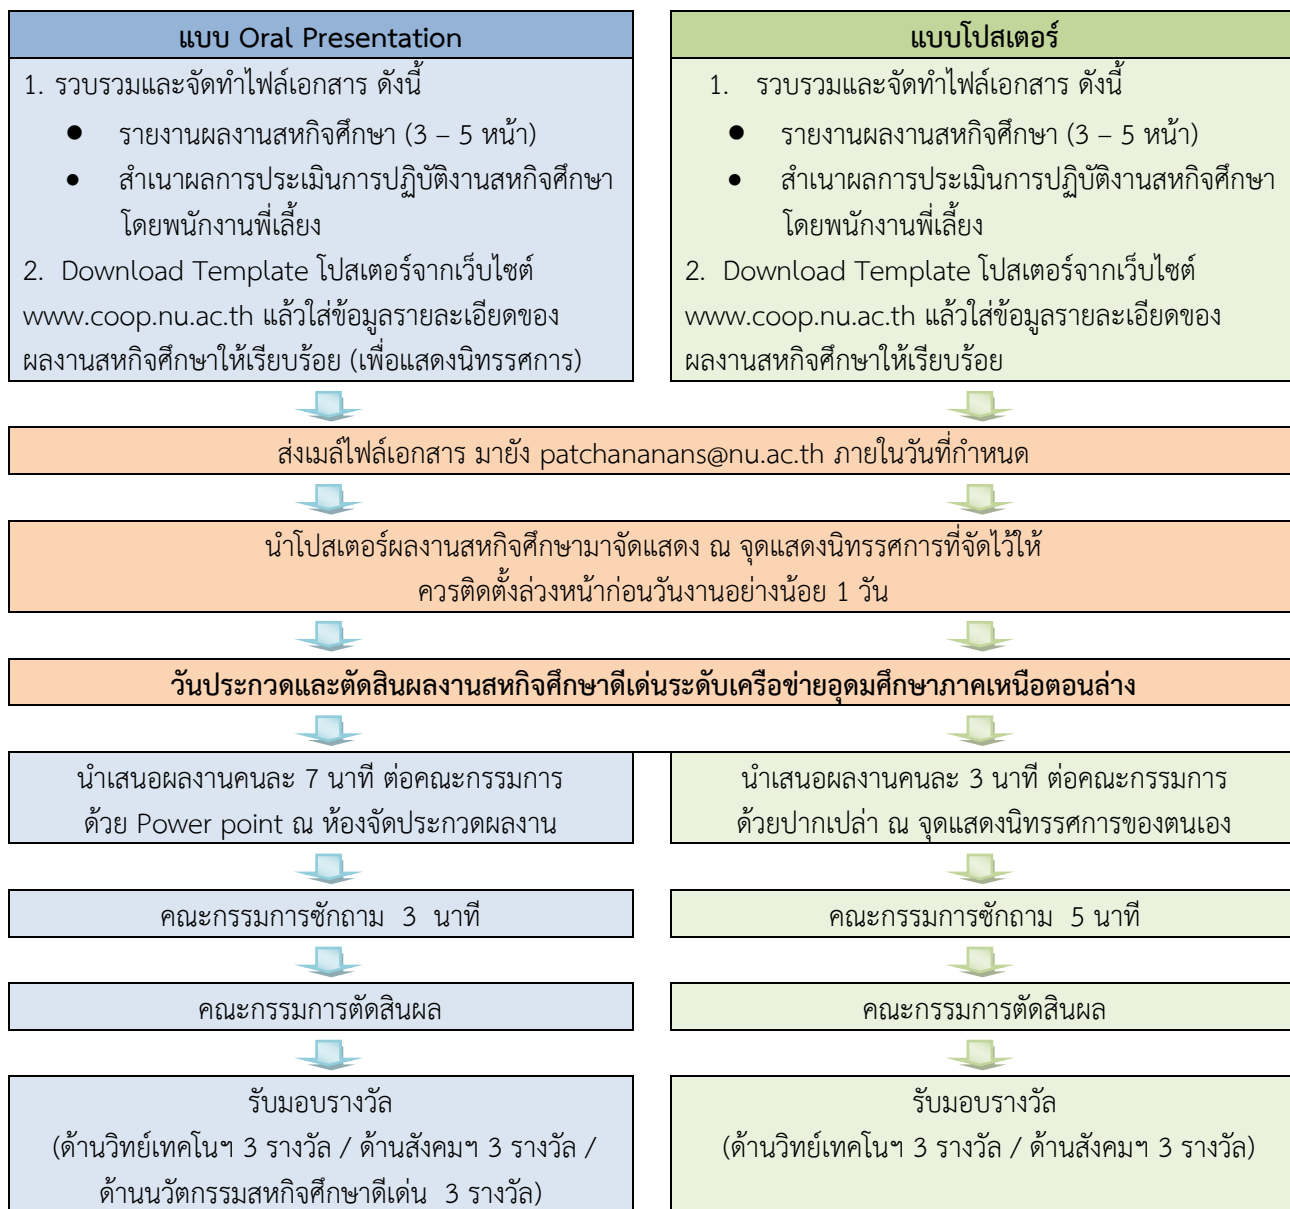 แบบ Oral Presentation
1. รวบรวมและจัดทำไฟล์เอกสาร ดังนี้
● รายงานผลงานสหกิจศึกษา (3 – 5 หน้า)
● สำเนาผลการประเมินการปฏิบัติงานสหกิจศึกษา
โดยพนักงานพี่เลี้ยง
2. Download Template โปสเตอร์จากเว็บไซต์
www.coop.nu.ac.th แล้วใส่ข้อมูลรายละเอียดของ
ผลงานสหกิจศึกษาให้เรียบร้อย (เพื่อแสดงนิทรรศการ)
แบบโปสเตอร์
1. รวบรวมและจัดทำไฟล์เอกสาร ดังนี้
● รายงานผลงานสหกิจศึกษา (3 – 5 หน้า)
● สำเนาผลการประเมินการปฏิบัติงานสหกิจศึกษา
โดยพนักงานพี่เลี้ยง
2. Download Template โปสเตอร์จากเว็บไซต์
www.coop.nu.ac.th แล้วใส่ข้อมูลรายละเอียดของ
ผลงานสหกิจศึกษาให้เรียบร้อย
ส่งเมล์ไฟล์เอกสาร มายัง patchananans@nu.ac.th ภายในวันที่กำหนด
นำโปสเตอร์ผลงานสหกิจศึกษามาจัดแสดง ณ จุดแสดงนิทรรศการที่จัดไว้ให้
ควรติดตั้งล่วงหน้าก่อนวันงานอย่างน้อย 1 วัน
วันประกวดและตัดสินผลงานสหกิจศึกษาดีเด่นระดับเครือข่ายอุดมศึกษาภาคเหนือตอนล่าง
นำเสนอผลงานคนละ 7 นาที ต่อคณะกรรมการ
ด้วย Power point ณ ห้องจัดประกวดผลงาน
นำเสนอผลงานคนละ 3 นาที ต่อคณะกรรมการ
ด้วยปากเปล่า ณ จุดแสดงนิทรรศการของตนเอง
คณะกรรมการซักถาม 3 นาที
คณะกรรมการซักถาม 5 นาที
คณะกรรมการตัดสินผล
คณะกรรมการตัดสินผล
รับมอบรางวัล
(ด้านวิทย์เทคโนฯ 3 รางวัล / ด้านสังคมฯ 3 รางวัล /
ด้านนวัตกรรมสหกิจศึกษาดีเด่น 3 รางวัล)
รับมอบรางวัล
(ด้านวิทย์เทคโนฯ 3 รางวัล / ด้านสังคมฯ 3 รางวัล)